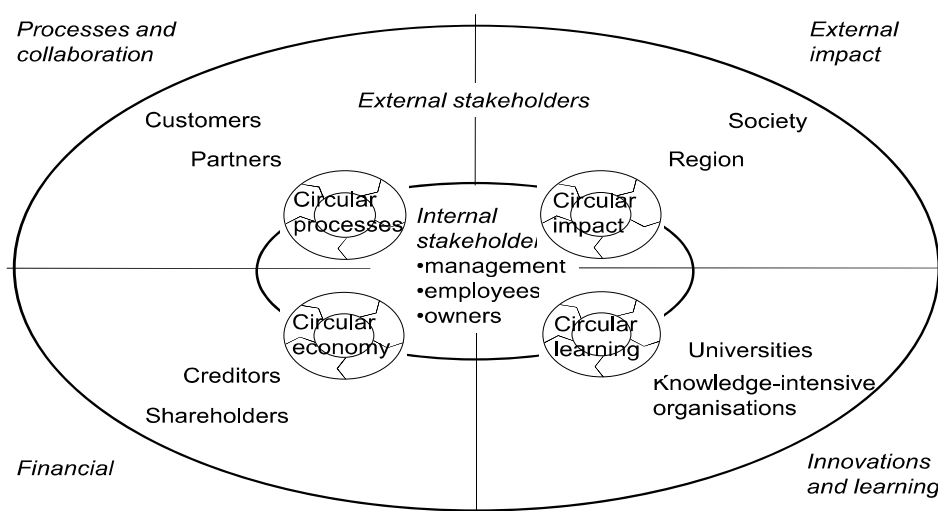 Processes and
collaboration
External
impact
External stakeholders
Customers
Society
Partners
Region
Circular
processes
Circular
impact
Internal
stakeholde
•management
•employees
•owners
Circular
economy
Circular
learning
Universities
Creditors
Knowledge-intensive
organisations
Shareholders
Financial
Innovations
and learning